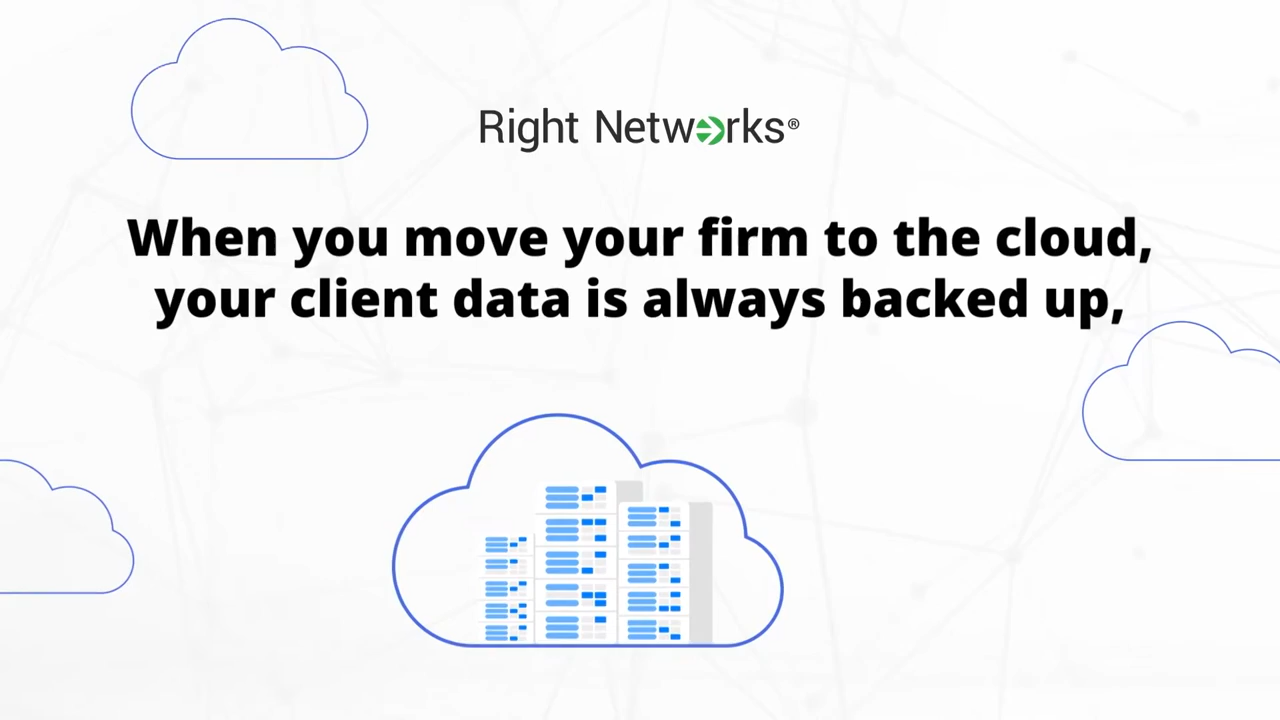 Right Networks®
When you move your firm to the cloud,
your client data is always backed up,